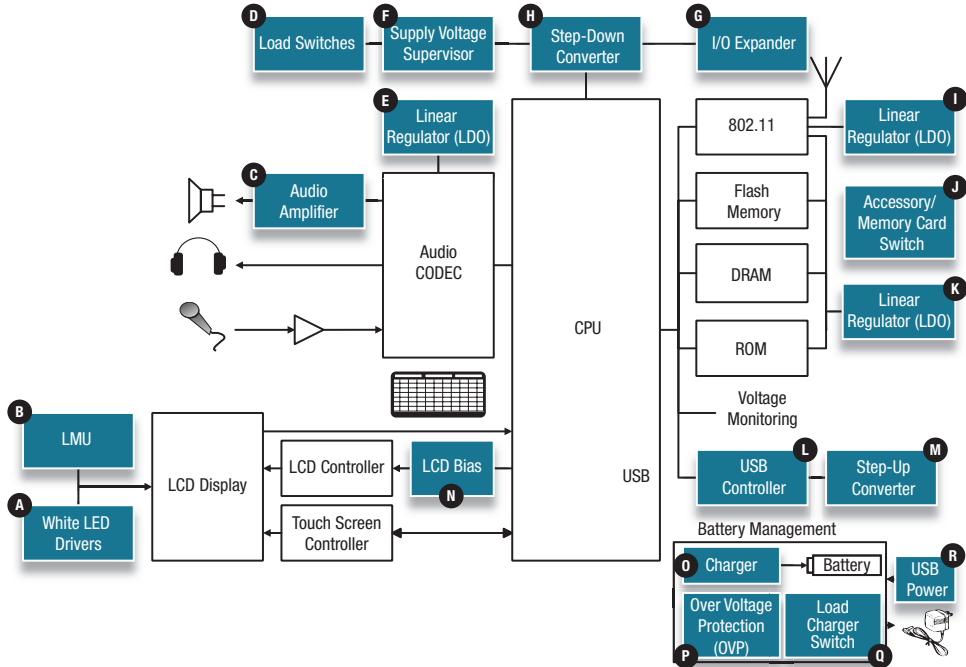 D
Load Switches
F
Supply Voltage
Supervisor
H
Step-Down
Converter
G
I/O Expander
E
Linear
Regulator (LDO)
802.11
I
Linear
Regulator (LDO)
C
Audio
Amplifier
Audio
CODEC
Flash
Memory
J
Accessory/
Memory Card
Switch
DRAM
CPU
K
Linear
Regulator (LDO)
ROM
Voltage
Monitoring
B
LMU
LCD Display
LCD Controller
LCD Bias
N
USB
L
USB
Controller
M
Step-Up
Converter
A
White LED
Drivers
Touch Screen
Controller
Battery Management
O
Charger
Battery
R
USB
Power
Over Voltage
Protection
(OVP)
P
Load
Charger
Switch
Q